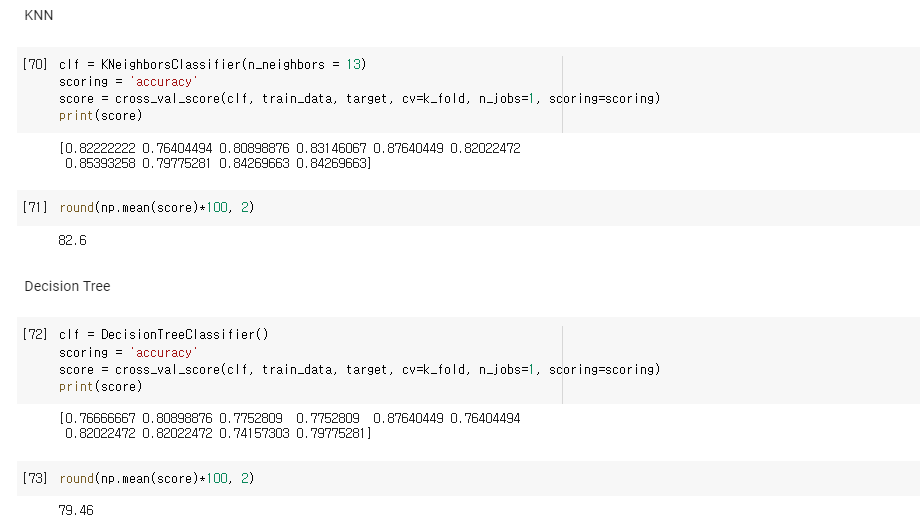 KNN
[70] clf = KNeighborsClassifier(n_neighbors = 13)
scoring = 'accuracy'
score = cross_val_score(clf, train_data, target, cv=k_fold, n_jobs=1, scoring=scoring)
print(score)
[0.82222222 0.76404494 0.80898876 0.83146067 0.87640449 0.82022472
0.85393258 0.79775281 0.84269663 0.84269663]
[71] round(np.mean(score)*100, 2)
82.6
Decision Tree
[72] clf = DecisionTreeClassifier()
scoring = 'accuracy'
score = cross_val_score(clf, train_data, target, cv=k_fold, n_jobs=1, scoring=scoring)
print(score)
[0.76666667 0.80898876 0.7752809  0.7752809  0.87640449 0.76404494
0.82022472 0.82022472 0.74157303 0.79775281]
[73] round(np.mean(score)*100, 2)
79.46